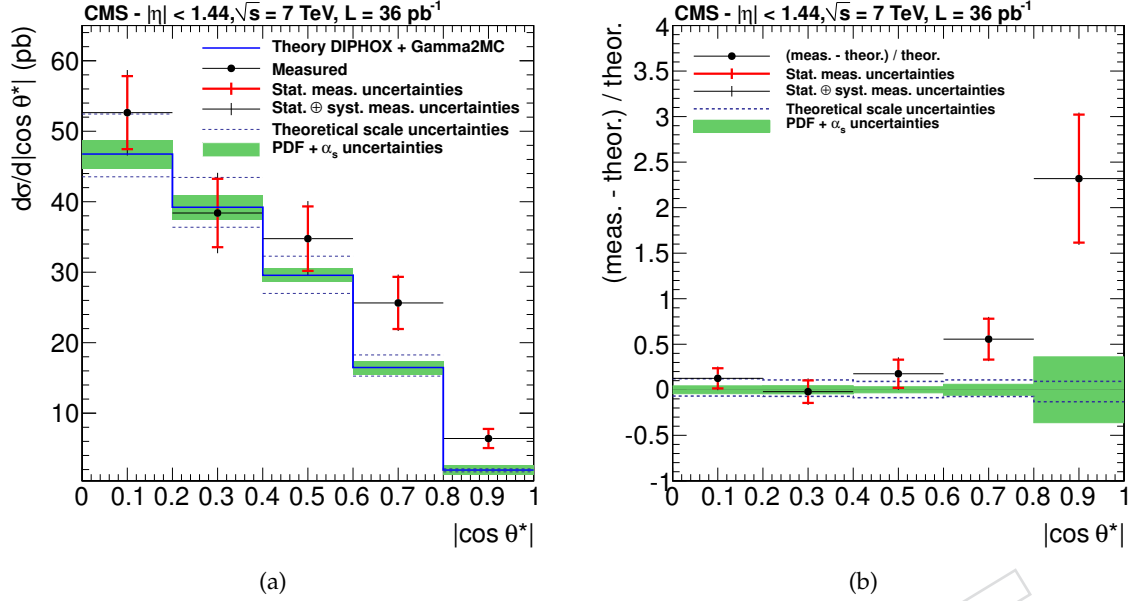 CMS - |η| < 1.44,√s = 7 TeV, L = 36 pb⁻¹
dσ/d|cos θ*| (pb)
60
50
40
30
20
10
Theory DIPHOX + Gamma2MC
Measured
Stat. meas. uncertainties
Stat. ⊕ syst. meas. uncertainties
Theoretical scale uncertainties
PDF + αs uncertainties
0 0.1 0.2 0.3 0.4 0.5 0.6 0.7 0.8 0.9 1
|cos θ*|
(a)
CMS - |η| < 1.44,√s = 7 TeV, L = 36 pb⁻¹
(meas. - theor.) / theor.
4
3.5
3
2.5
2
1.5
1
0.5
0
-0.5
-1
(meas. - theor.) / theor.
Stat. meas. uncertainties
Stat. ⊕ syst. meas. uncertainties
Theoretical scale uncertainties
PDF + αs uncertainties
0 0.1 0.2 0.3 0.4 0.5 0.6 0.7 0.8 0.9 1
|cos θ*|
(b)